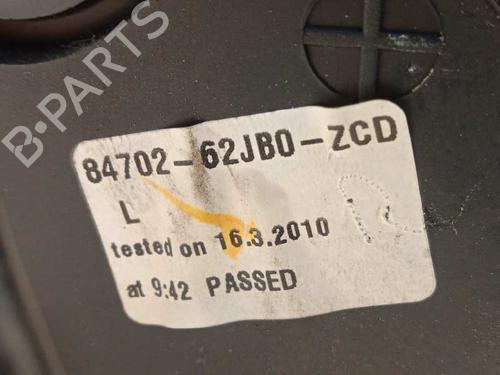 B-PARTS
84702-62JB0-ZCD
L
tested on 16.3.2010
at 9:42 PASSED